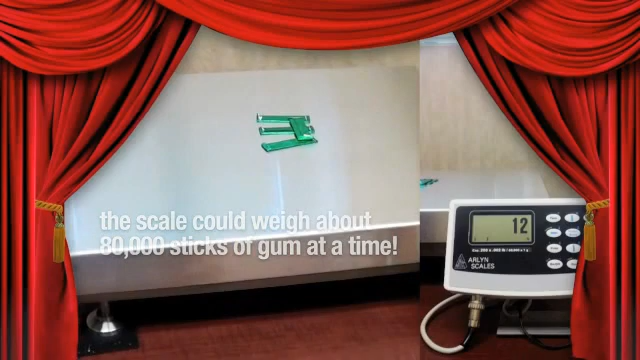 the scale could weigh about
80,000 sticks of gum at a time!
12
ARLYN
SCALES